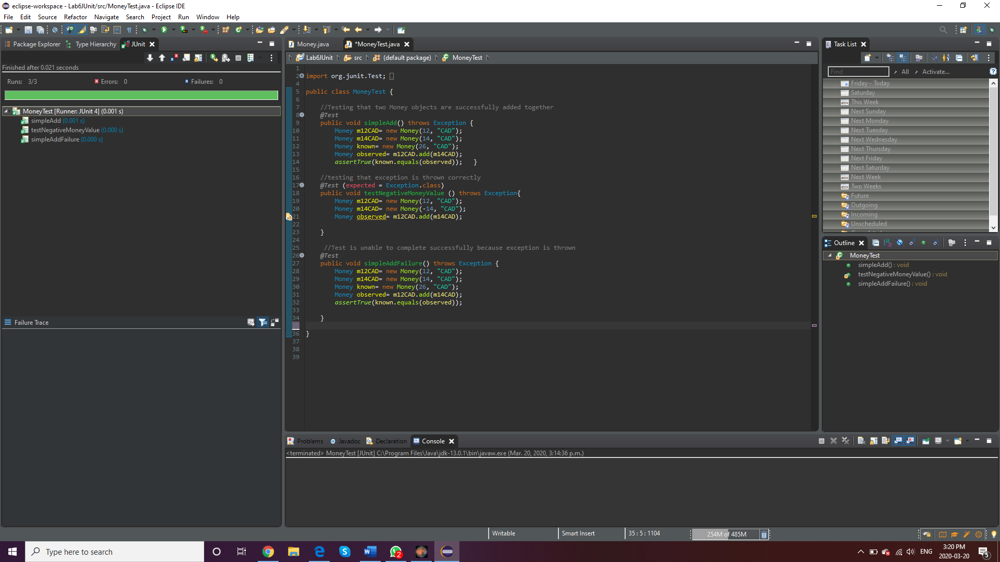 eclipse-workspace - Lab6JUnit/src/MoneyTest.java - Eclipse IDE
File Edit Source Refactor Navigate Search Project Run Window Help
Package Explorer Type Hierarchy JUnit
Finished after 0.021 seconds
Runs: 3/3 Errors: 0 Failures: 0
MoneyTest [Runner: JUnit 4] (0.001 s)
simpleAdd (0.001 s)
testNegativeMoneyValue (0.000 s)
simpleAddFailure (0.000 s)
Failure Trace
Money.java *MoneyTest.java
Lab6JUnit src (default package) MoneyTest
1
2 import org.junit.Test;
4
5 public class MoneyTest {
6
7 //Testing that two Money objects are successfully added together
8 @Test
9 public void simpleAdd() throws Exception {
10 Money m12CAD= new Money(12, "CAD");
11 Money m14CAD= new Money(14, "CAD");
12 Money known= new Money(26, "CAD");
13 Money observed= m12CAD.add(m14CAD);
14 assertTrue(known.equals(observed)); }
15
16 //testing that exception is thrown correctly
17 @Test (expected = Exception.class)
18 public void testNegativeMoneyValue () throws Exception{
19 Money m12CAD= new Money(12, "CAD");
20 Money m14CAD= new Money(-14, "CAD");
21 Money observed= m12CAD.add(m14CAD);
22
23 }
24
25 //Test is unable to complete successfully because exception is thrown
26 @Test
27 public void simpleAddFailure() throws Exception {
28 Money m12CAD= new Money(12, "CAD");
29 Money m14CAD= new Money(14, "CAD");
30 Money known= new Money(26, "CAD");
31 Money observed= m12CAD.add(m14CAD);
32 assertTrue(known.equals(observed));
33
34 }
35
36 }
37
38
39
Task List
Find All Activate...
Friday - Today
Saturday
This Week
Next Sunday
Next Monday
Next Tuesday
Next Wednesday
Next Thursday
Next Friday
Next Saturday
Next Week
Two Weeks
Future
Outgoing
Incoming
Unscheduled
Outline
MoneyTest
simpleAdd() : void
testNegativeMoneyValue() : void
simpleAddFailure() : void
Problems Javadoc Declaration Console
<terminated> MoneyTest [JUnit] C:\Program Files\Java\jdk-13.0.1\bin\javaw.exe (Mar. 20, 2020, 3:14:36 p.m.)
Writable Smart Insert 35 : 5 : 1104 254M of 485M
Type here to search
2
ENG
3:20 PM
2020-03-20
5